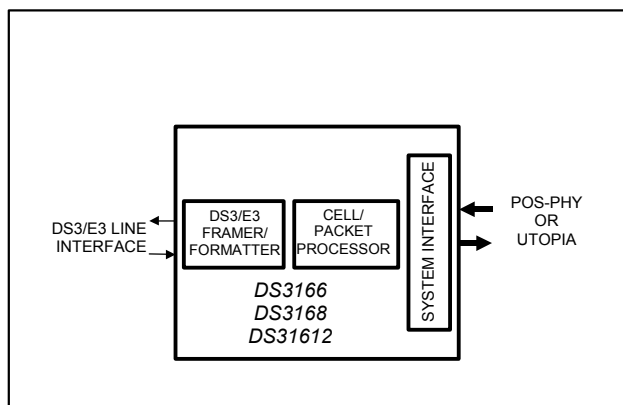 DS3/E3 LINE
INTERFACE
DS3/E3
FRAMER/
FORMATTER
CELL/
PACKET
PROCESSOR
SYSTEM INTERFACE
POS-PHY
OR
UTOPIA
DS3166
DS3168
DS31612